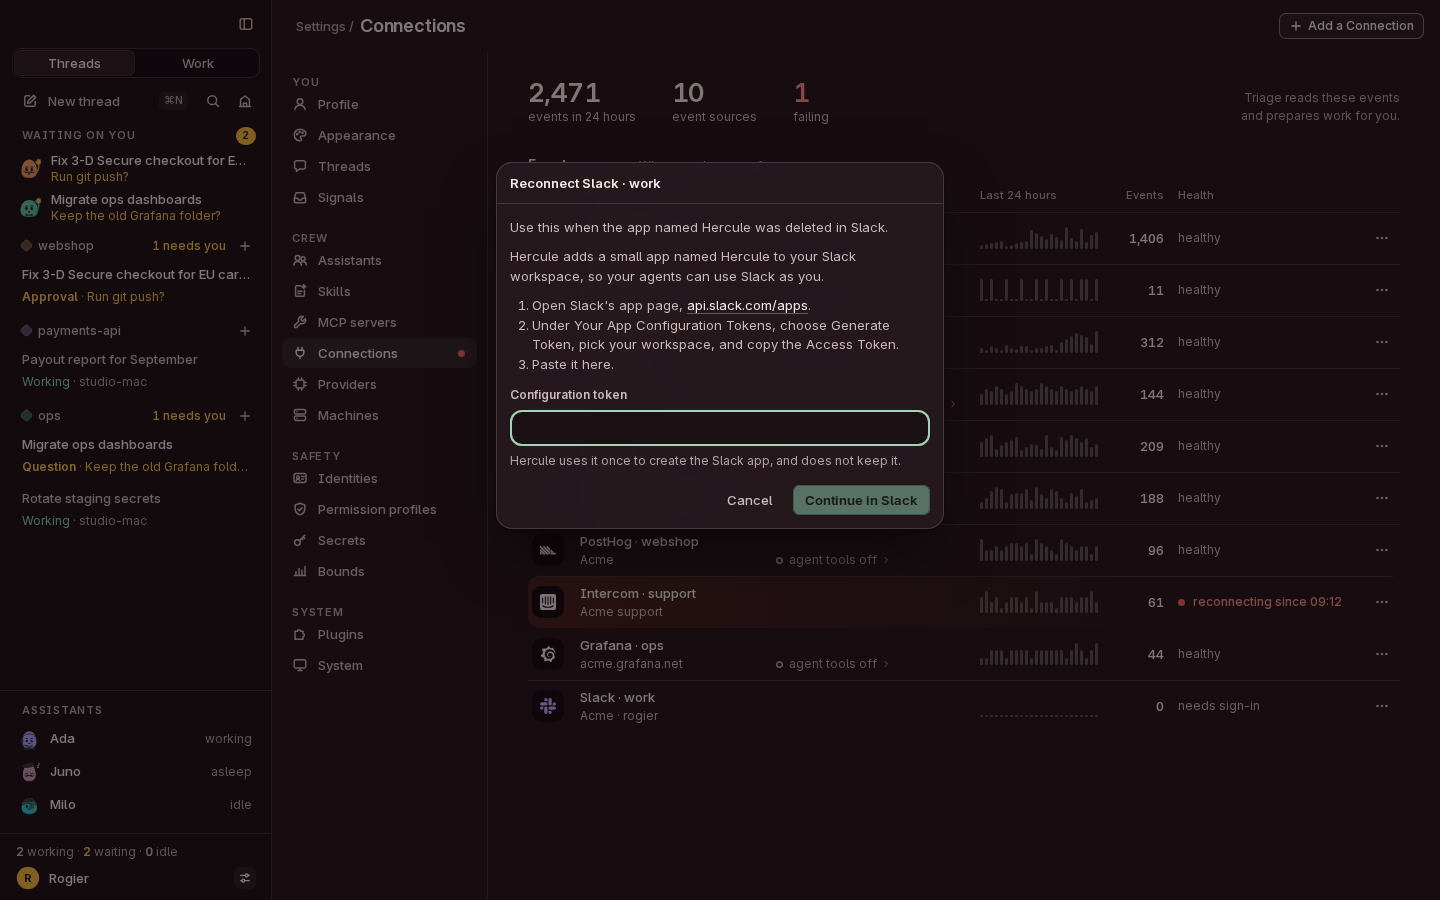 Settings / Connections
Add a Connection
Threads
Work
New thread
⌘N
WAITING ON YOU
2
Fix 3-D Secure checkout for E...
Run git push?
Migrate ops dashboards
Keep the old Grafana folder?
webshop
1 needs you
Fix 3-D Secure checkout for EU car...
Approval · Run git push?
payments-api
Payout report for September
Working · studio-mac
ops
1 needs you
Migrate ops dashboards
Question · Keep the old Grafana fold...
Rotate staging secrets
Working · studio-mac
ASSISTANTS
Ada
working
Juno
asleep
Milo
idle
2 working · 2 waiting · 0 idle
R
Rogier
YOU
Profile
Appearance
Threads
Signals
CREW
Assistants
Skills
MCP servers
Connections
Providers
Machines
SAFETY
Identities
Permission profiles
Secrets
Bounds
SYSTEM
Plugins
System
2,471
events in 24 hours
10
event sources
1
failing
Triage reads these events
and prepares work for you.
Last 24 hours
Events
Health
1,406
healthy
11
healthy
312
healthy
144
healthy
209
healthy
188
healthy
Reconnect Slack · work
Use this when the app named Hercule was deleted in Slack.
Hercule adds a small app named Hercule to your Slack
workspace, so your agents can use Slack as you.
1. Open Slack's app page, api.slack.com/apps.
2. Under Your App Configuration Tokens, choose Generate
Token, pick your workspace, and copy the Access Token.
3. Paste it here.
Configuration token
Hercule uses it once to create the Slack app, and does not keep it.
Cancel
Continue in Slack
PostHog · webshop
Acme
agent tools off
96
healthy
Intercom · support
Acme support
61
reconnecting since 09:12
Grafana · ops
acme.grafana.net
agent tools off
44
healthy
Slack · work
Acme · rogier
0
needs sign-in